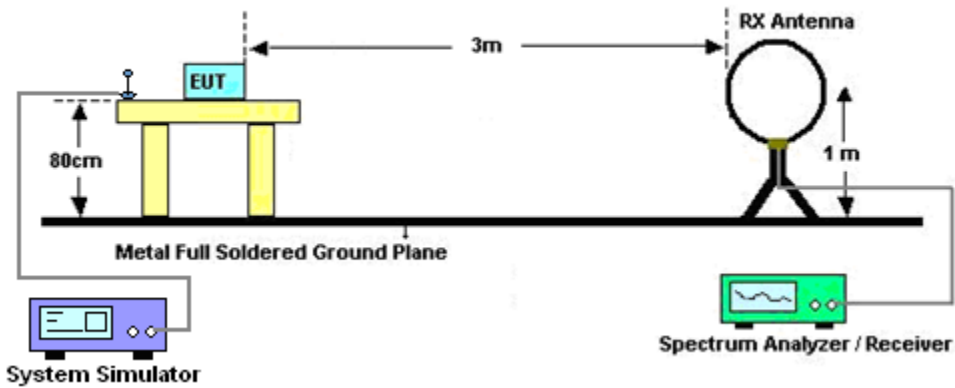 RX Antenna
3m
EUT
80cm
1 m
Metal Full Soldered Ground Plane
System Simulator
Spectrum Analyzer / Receiver